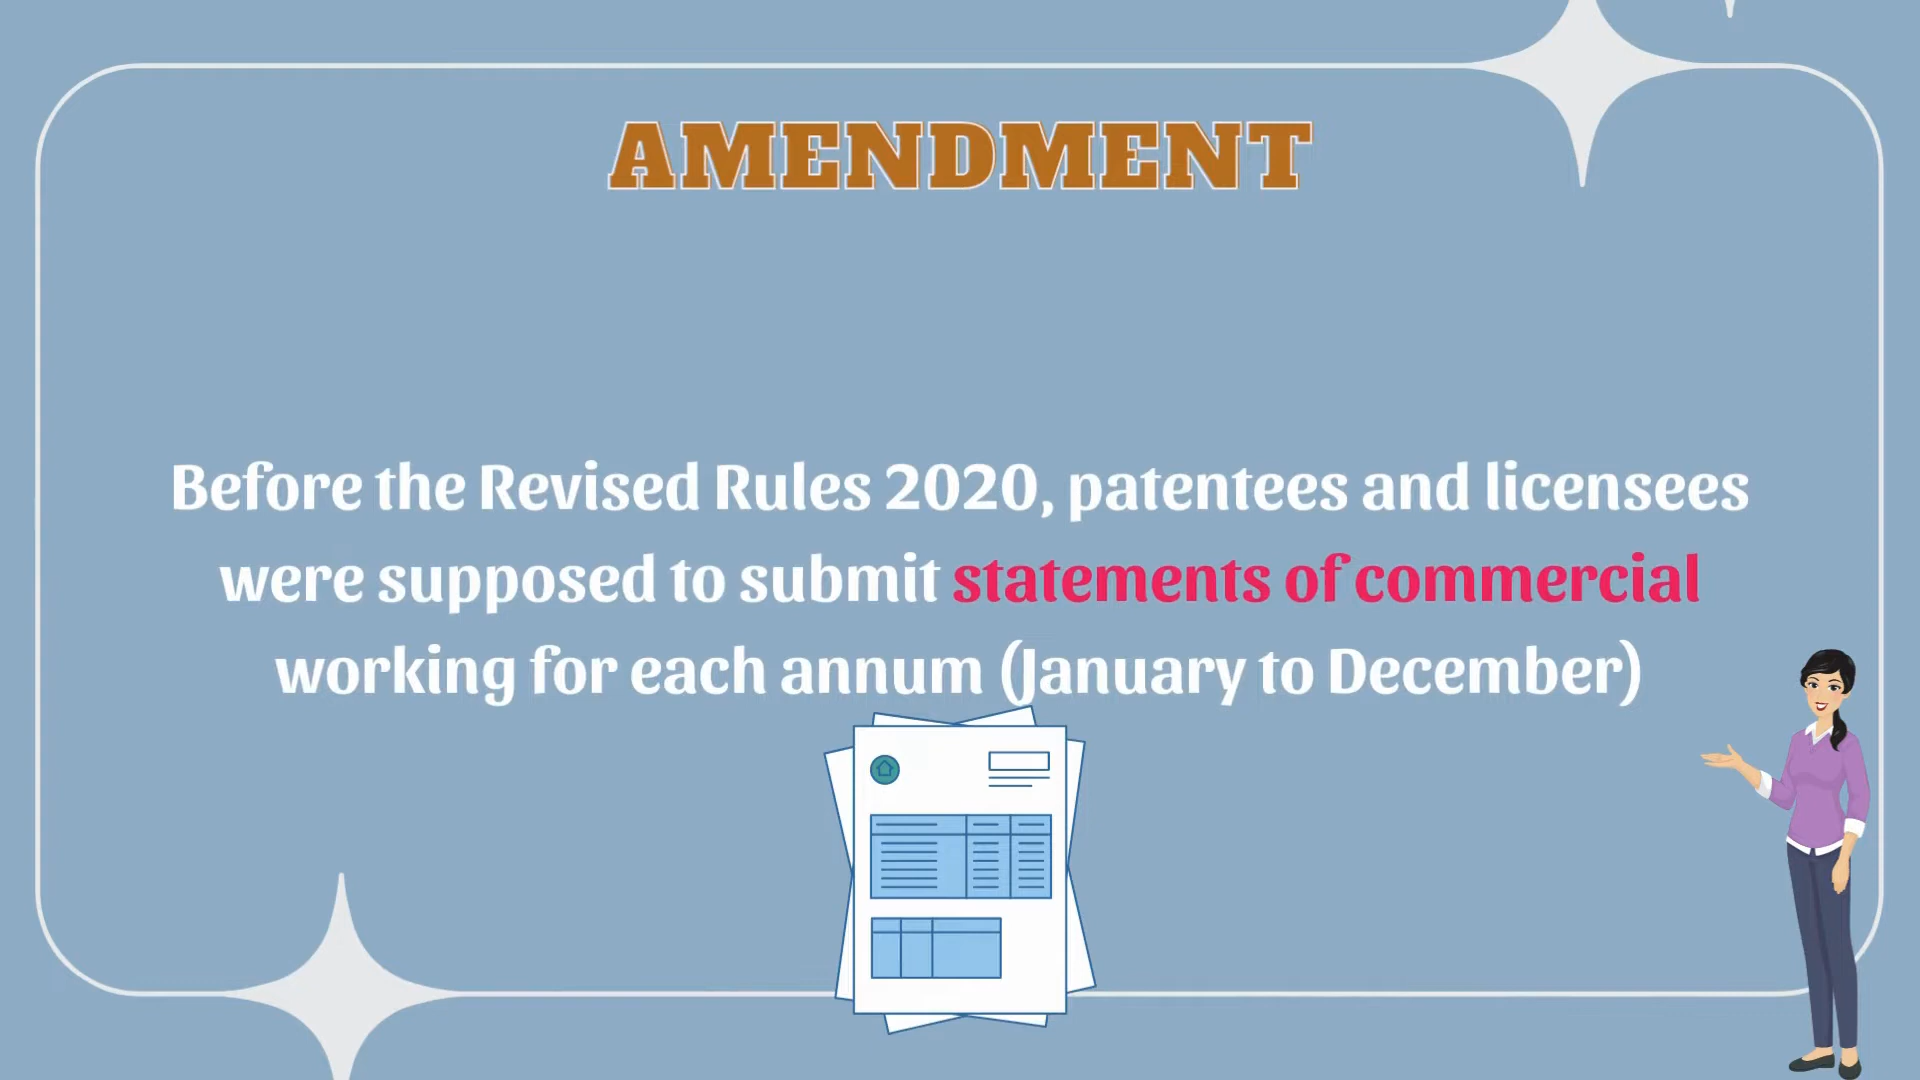 AMENDMENT
Before the Revised Rules 2020, patentees and licensees
were supposed to submit statements of commercial
working for each annum (January to December)